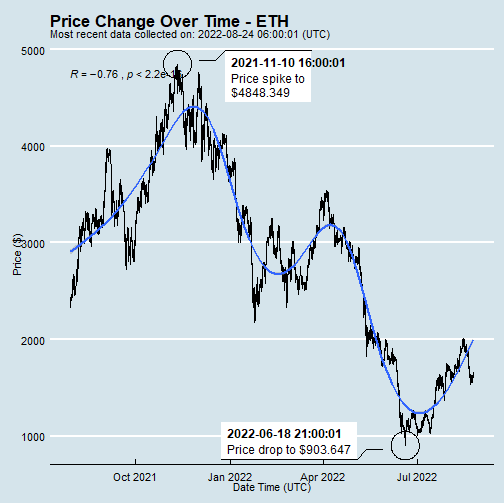 Price Change Over Time - ETH
Most recent data collected on: 2022-08-24 06:00:01 (UTC)
5000
2021-11-10 16:00:01
Price spike to
$4848.349
R = −0.76 , p < 2.2e-
4000
3000
Price ($)
2000
2022-06-18 21:00:01
Price drop to $903.647
1000
Oct 2021
Jan 2022
Apr 2022
Jul 2022
Date Time (UTC)